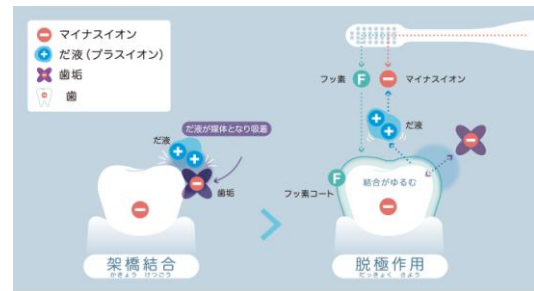 マイナスイオン
だ液（プラスイオン）
歯垢
歯
だ液が媒体となり吸着
だ液
歯垢
架橋結合
かきょう けつごう
フッ素
F
マイナスイオン
だ液
F
フッ素コート
結合がゆるむ
脱極作用
だっきょく さよう